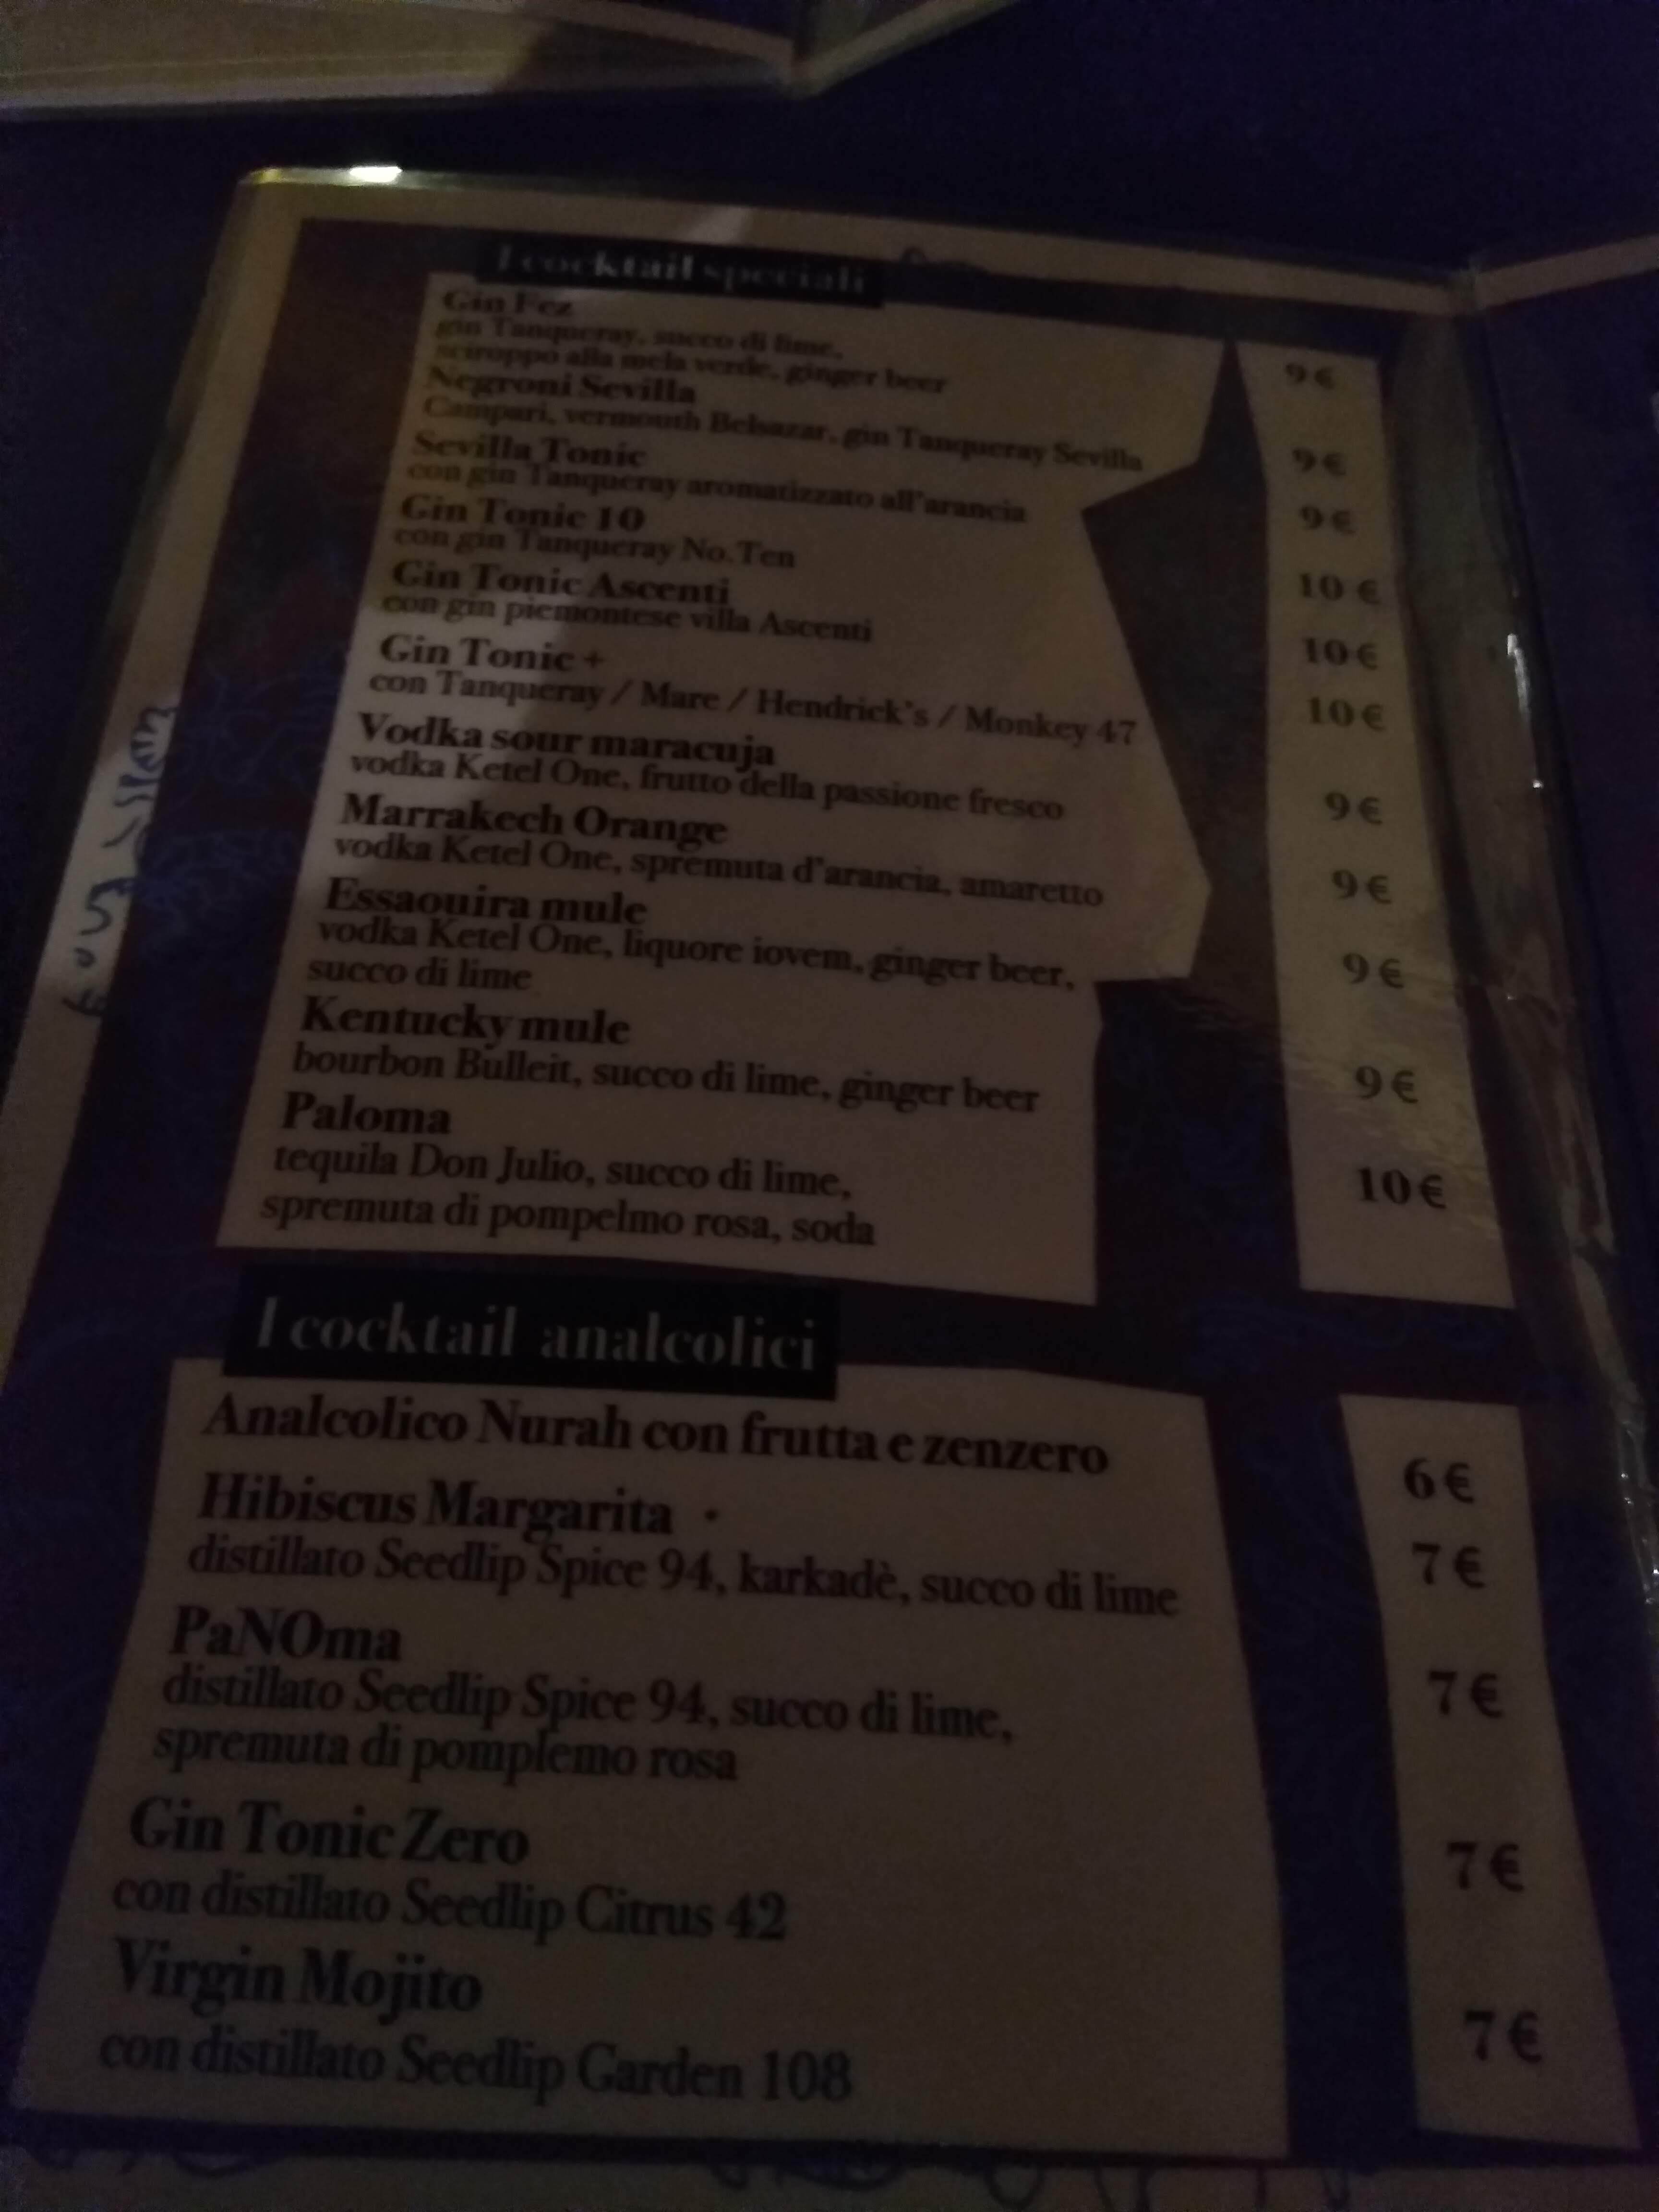 I cocktail speciali
Gin Fez 9€
gin Tanqueray, succo di lime,
sciroppo alla mela verde, ginger beer
Negroni Sevilla 9€
Campari, vermouth Belsazar, gin Tanqueray Sevilla
Sevilla Tonic 9€
con gin Tanqueray aromatizzato all'arancia
Gin Tonic 10 10€
con gin Tanqueray No. Ten
Gin Tonic Ascenti 10€
con gin piemontese villa Ascenti
Gin Tonic + 10€
con Tanqueray / Mare / Hendrick's / Monkey 47
Vodka sour maracuja 9€
vodka Ketel One, frutto della passione fresco
Marrakech Orange 9€
vodka Ketel One, spremuta d'arancia, amaretto
Essaouira mule 9€
vodka Ketel One, liquore iovem, ginger beer,
succo di lime
Kentucky mule 9€
bourbon Bulleit, succo di lime, ginger beer
Paloma 10€
tequila Don Julio, succo di lime,
spremuta di pompelmo rosa, soda
I cocktail analcolici
Analcolico Nurah con frutta e zenzero 6€
Hibiscus Margarita 7€
distillato Seedlip Spice 94, karkadè, succo di lime
PaNOma 7€
distillato Seedlip Spice 94, succo di lime,
spremuta di pomplemo rosa
Gin Tonic Zero 7€
con distillato Seedlip Citrus 42
Virgin Mojito 7€
con distillato Seedlip Garden 108